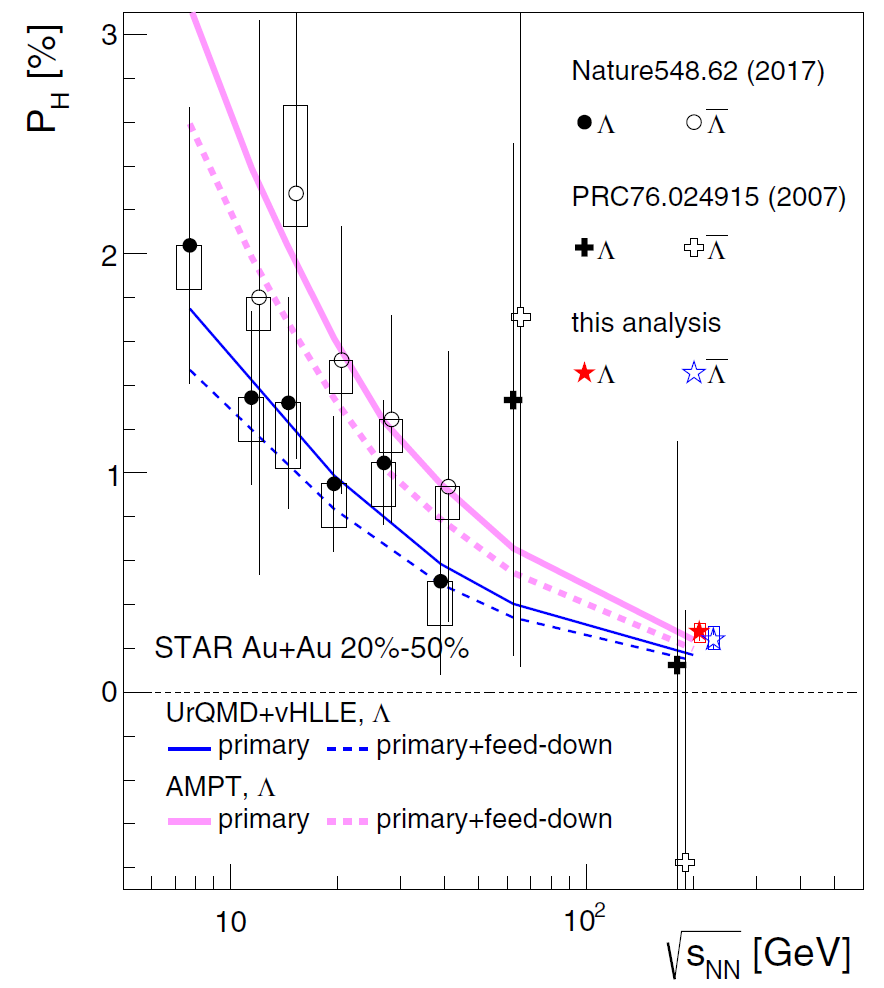 P_H [%]
3
2
1
0
Nature548.62 (2017)
Λ Λ̅
PRC76.024915 (2007)
Λ Λ̅
this analysis
Λ Λ̅
STAR Au+Au 20%-50%
UrQMD+vHLLE, Λ
primary primary+feed-down
AMPT, Λ
primary primary+feed-down
10 10²
√s_NN [GeV]